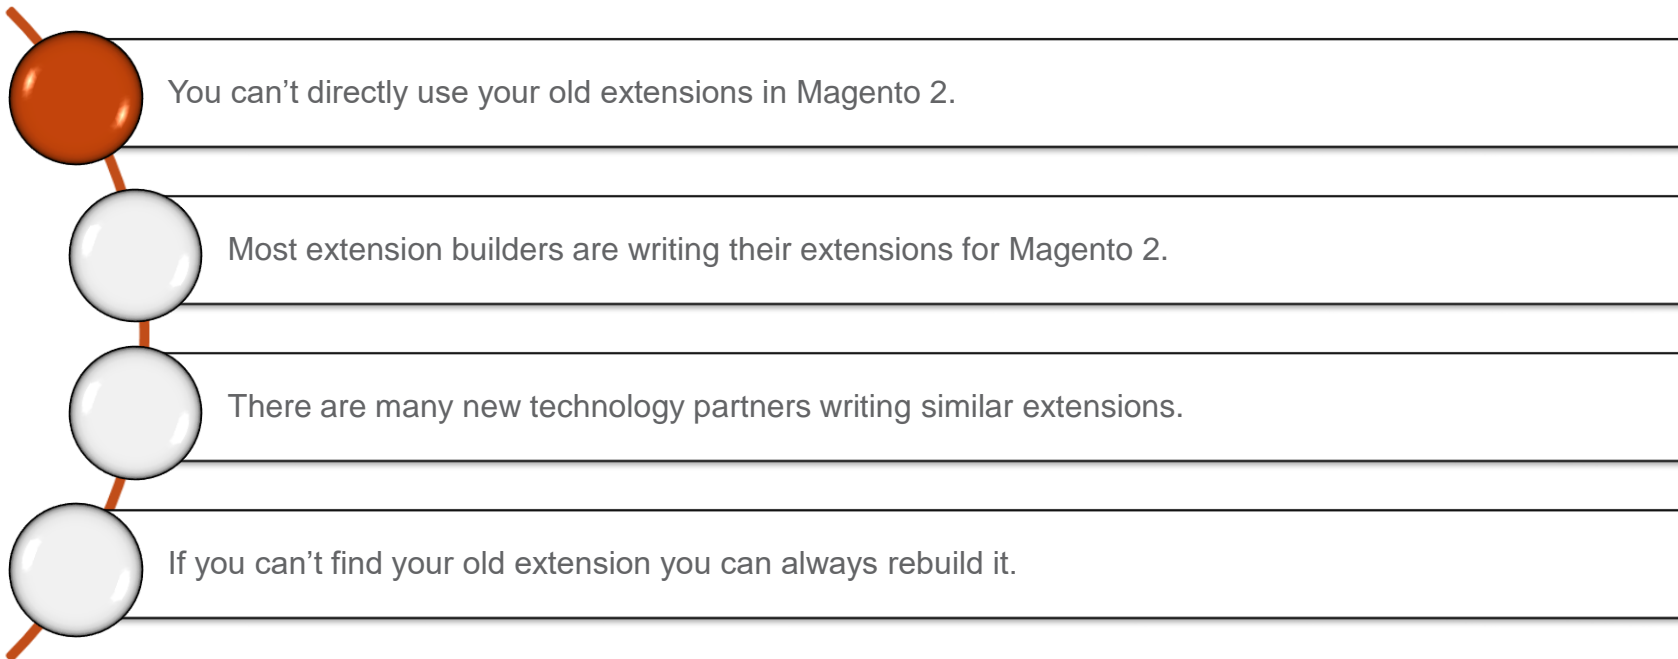 You can’t directly use your old extensions in Magento 2.
Most extension builders are writing their extensions for Magento 2.
There are many new technology partners writing similar extensions.
If you can’t find your old extension you can always rebuild it.